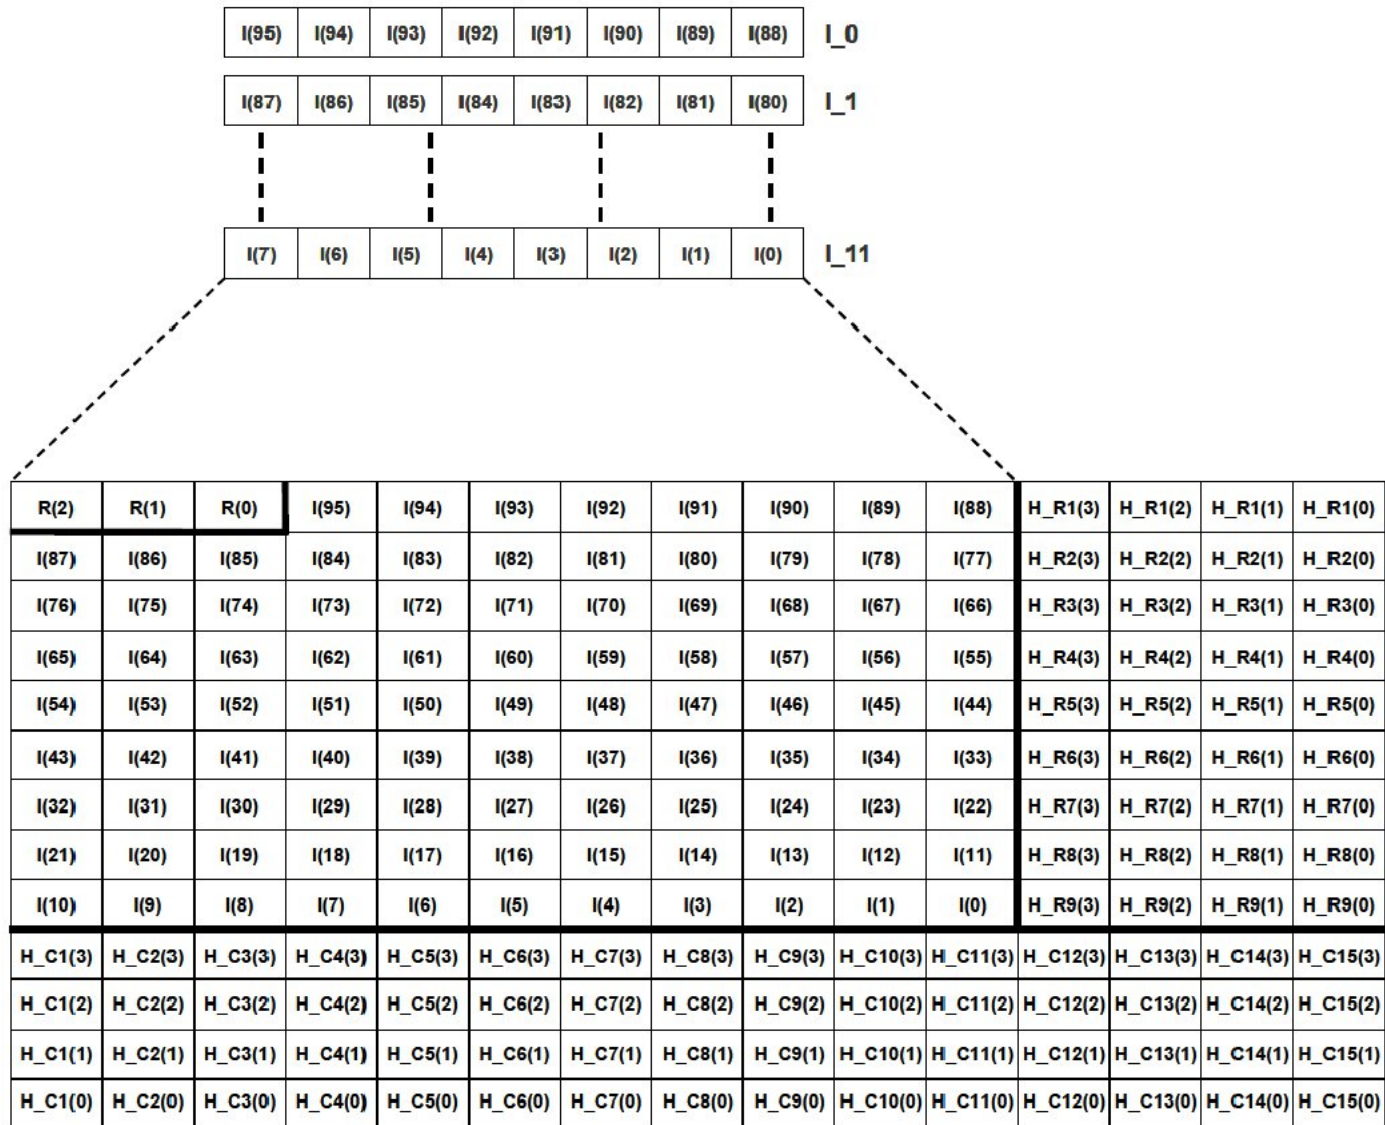 I(95) I(94) I(93) I(92) I(91) I(90) I(89) I(88) I_0
I(87) I(86) I(85) I(84) I(83) I(82) I(81) I(80) I_1
I(7) I(6) I(5) I(4) I(3) I(2) I(1) I(0) I_11
R(2) R(1) R(0) I(95) I(94) I(93) I(92) I(91) I(90) I(89) I(88) H_R1(3) H_R1(2) H_R1(1) H_R1(0)
I(87) I(86) I(85) I(84) I(83) I(82) I(81) I(80) I(79) I(78) I(77) H_R2(3) H_R2(2) H_R2(1) H_R2(0)
I(76) I(75) I(74) I(73) I(72) I(71) I(70) I(69) I(68) I(67) I(66) H_R3(3) H_R3(2) H_R3(1) H_R3(0)
I(65) I(64) I(63) I(62) I(61) I(60) I(59) I(58) I(57) I(56) I(55) H_R4(3) H_R4(2) H_R4(1) H_R4(0)
I(54) I(53) I(52) I(51) I(50) I(49) I(48) I(47) I(46) I(45) I(44) H_R5(3) H_R5(2) H_R5(1) H_R5(0)
I(43) I(42) I(41) I(40) I(39) I(38) I(37) I(36) I(35) I(34) I(33) H_R6(3) H_R6(2) H_R6(1) H_R6(0)
I(32) I(31) I(30) I(29) I(28) I(27) I(26) I(25) I(24) I(23) I(22) H_R7(3) H_R7(2) H_R7(1) H_R7(0)
I(21) I(20) I(19) I(18) I(17) I(16) I(15) I(14) I(13) I(12) I(11) H_R8(3) H_R8(2) H_R8(1) H_R8(0)
I(10) I(9) I(8) I(7) I(6) I(5) I(4) I(3) I(2) I(1) I(0) H_R9(3) H_R9(2) H_R9(1) H_R9(0)
H_C1(3) H_C2(3) H_C3(3) H_C4(3) H_C5(3) H_C6(3) H_C7(3) H_C8(3) H_C9(3) H_C10(3) H_C11(3) H_C12(3) H_C13(3) H_C14(3) H_C15(3)
H_C1(2) H_C2(2) H_C3(2) H_C4(2) H_C5(2) H_C6(2) H_C7(2) H_C8(2) H_C9(2) H_C10(2) H_C11(2) H_C12(2) H_C13(2) H_C14(2) H_C15(2)
H_C1(1) H_C2(1) H_C3(1) H_C4(1) H_C5(1) H_C6(1) H_C7(1) H_C8(1) H_C9(1) H_C10(1) H_C11(1) H_C12(1) H_C13(1) H_C14(1) H_C15(1)
H_C1(0) H_C2(0) H_C3(0) H_C4(0) H_C5(0) H_C6(0) H_C7(0) H_C8(0) H_C9(0) H_C10(0) H_C11(0) H_C12(0) H_C13(0) H_C14(0) H_C15(0)